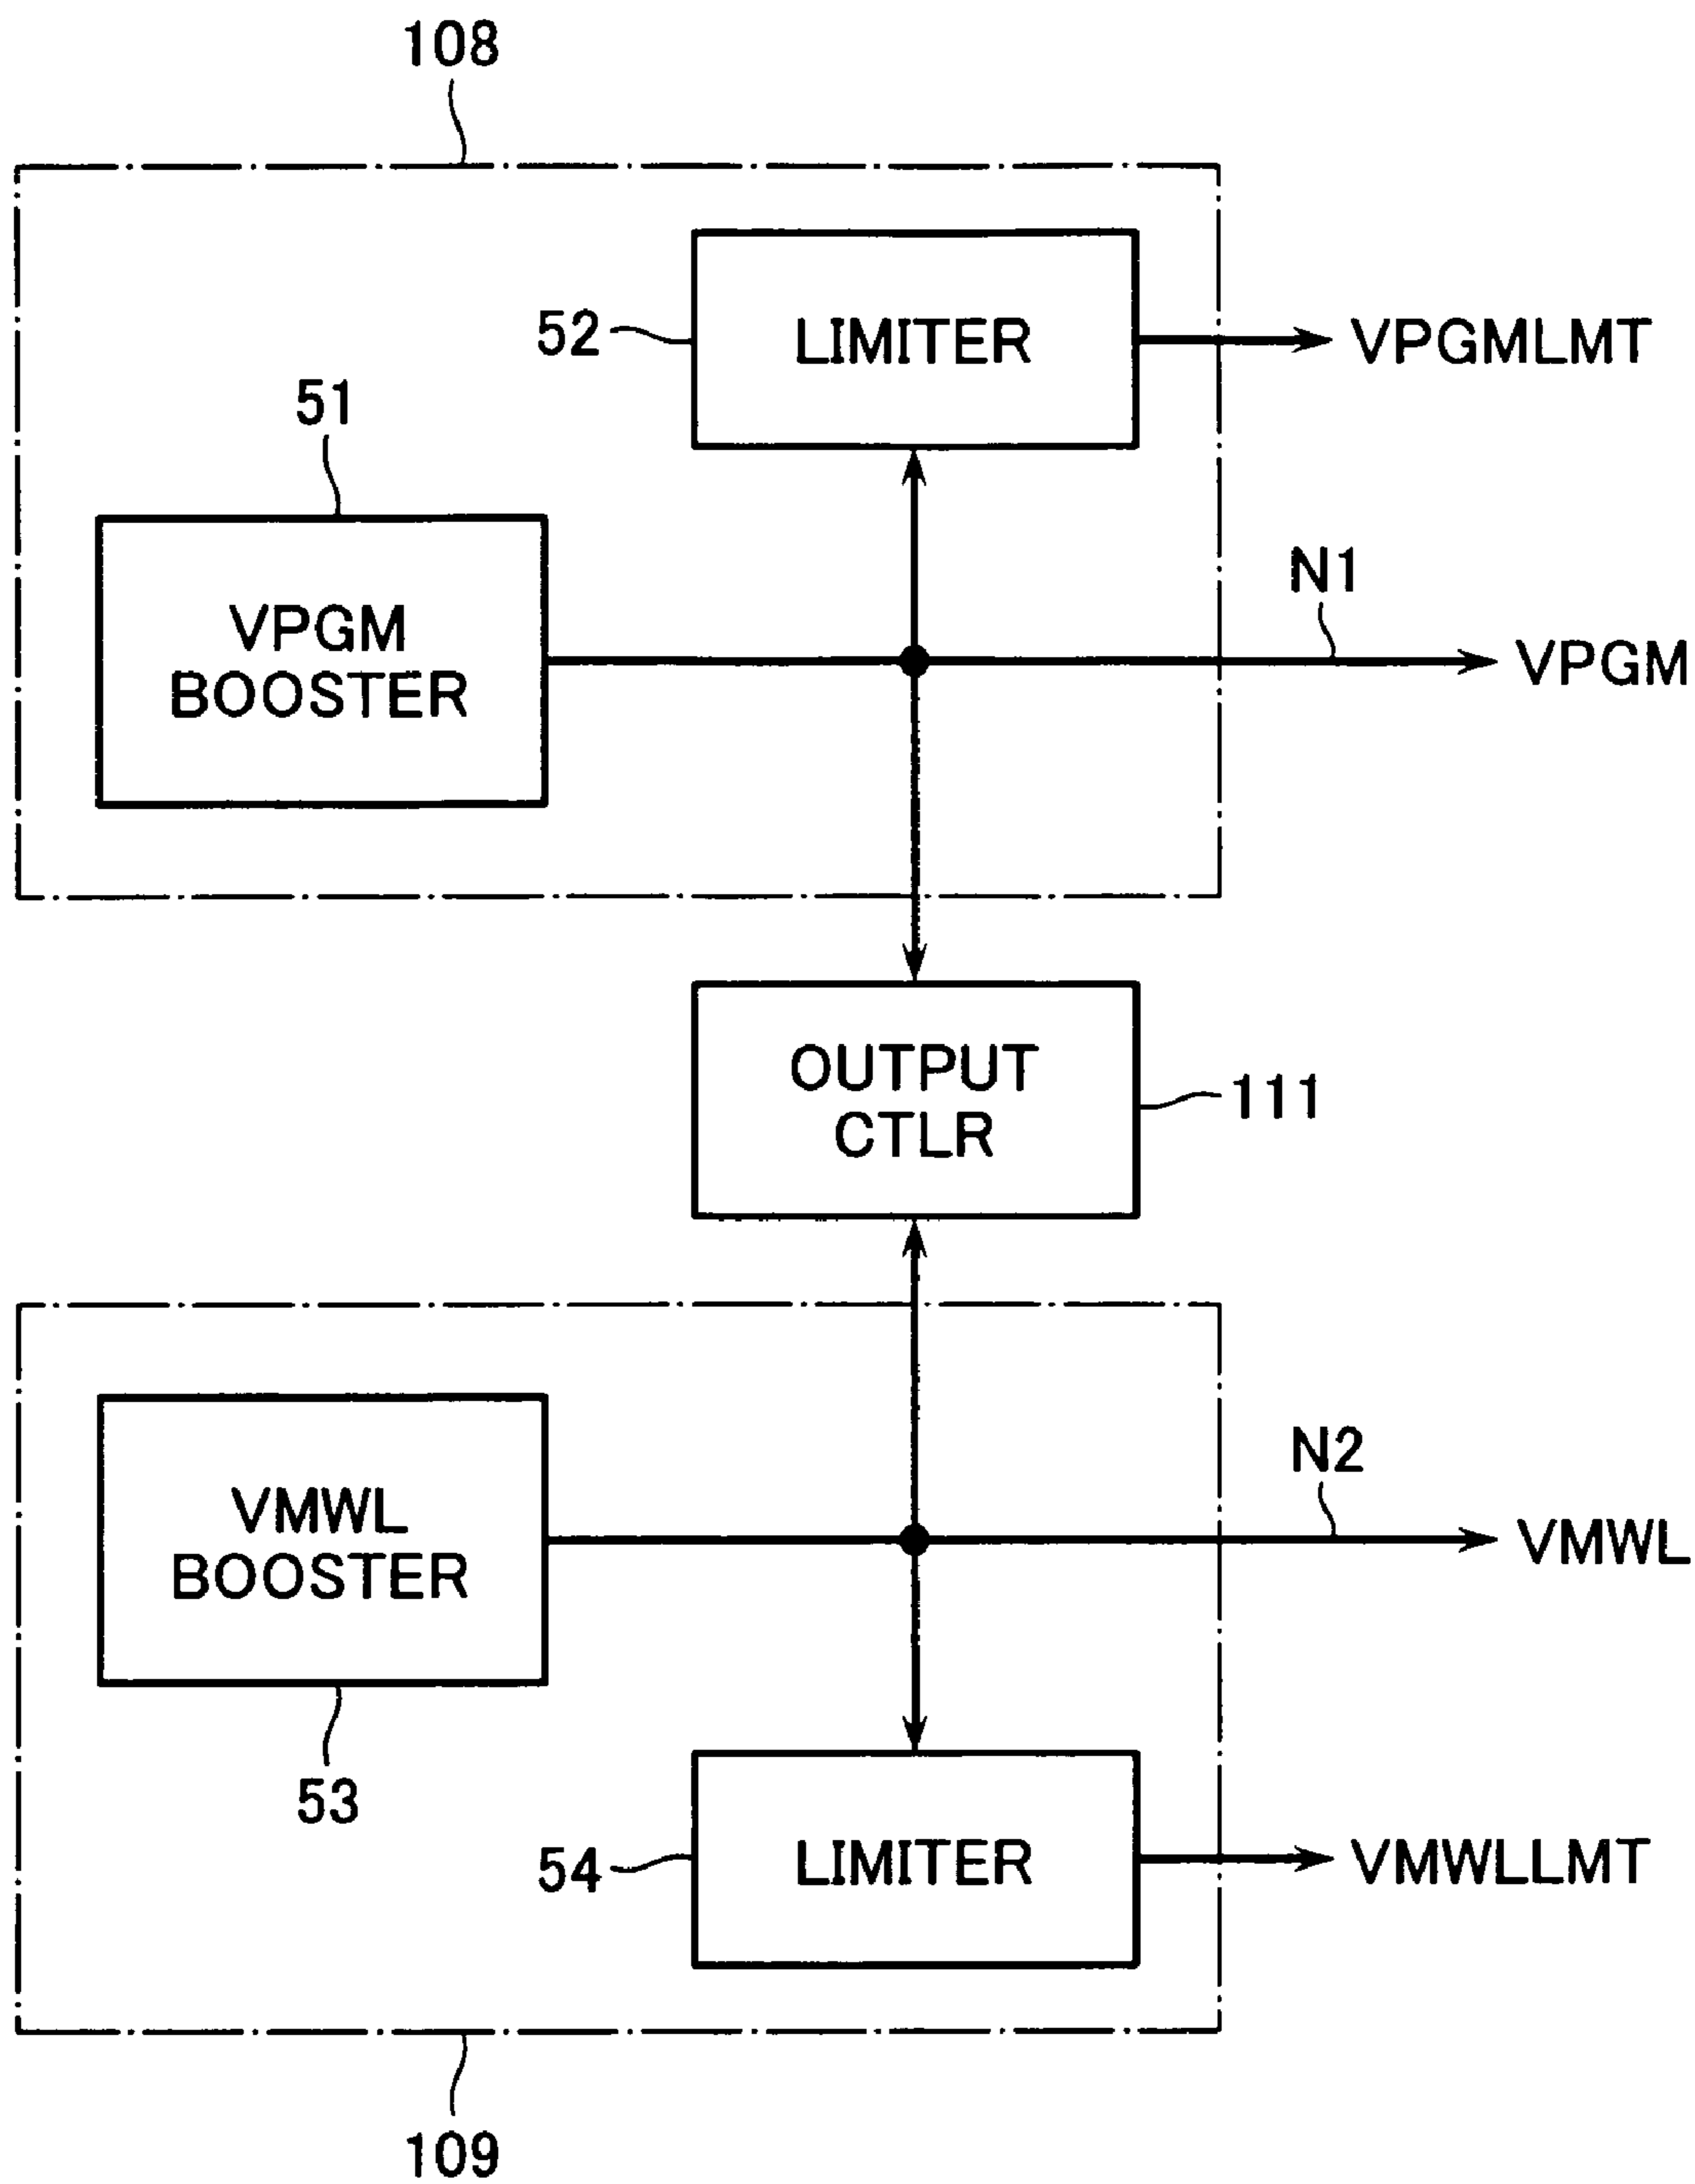 108
52
LIMITER
VPGMLMT
51
N1
VPGM
BOOSTER
VPGM
OUTPUT
CTLR
111
N2
VMWL
BOOSTER
VMWL
53
54
LIMITER
VMWLLMT
109